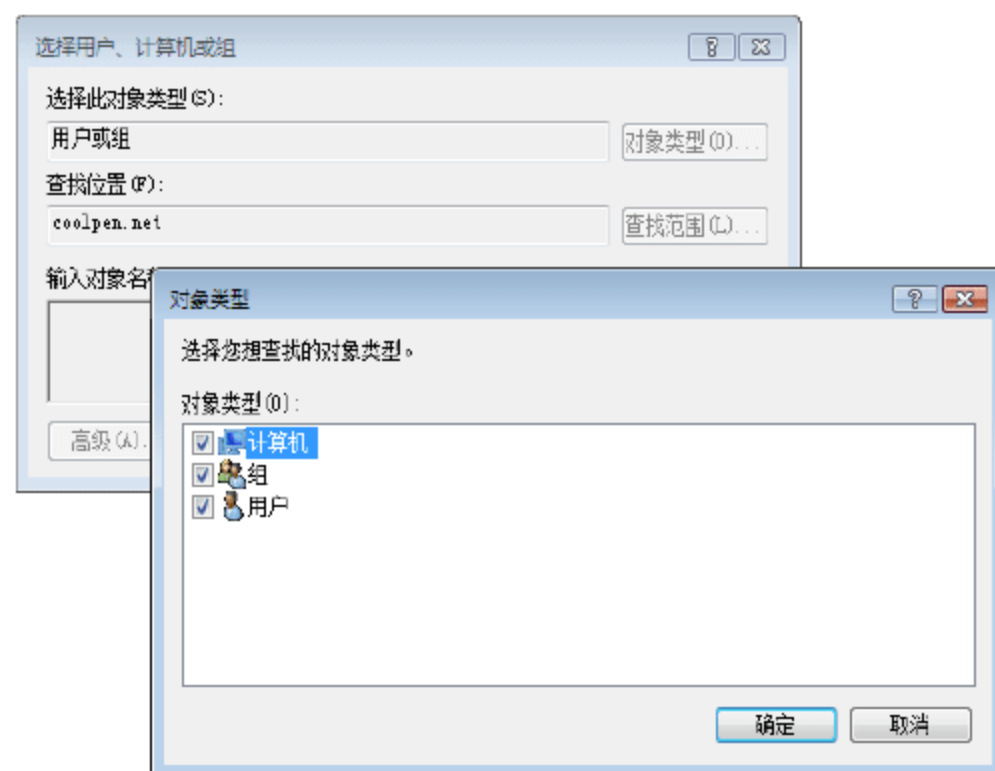 选择用户、计算机或组
选择此对象类型(S):
用户或组
对象类型(O)...
查找位置(F):
coolpen.net
查找范围(L)...
输入对象名称
高级(A)...
对象类型
选择您想查找的对象类型。
对象类型(O):
计算机
组
用户
确定 取消